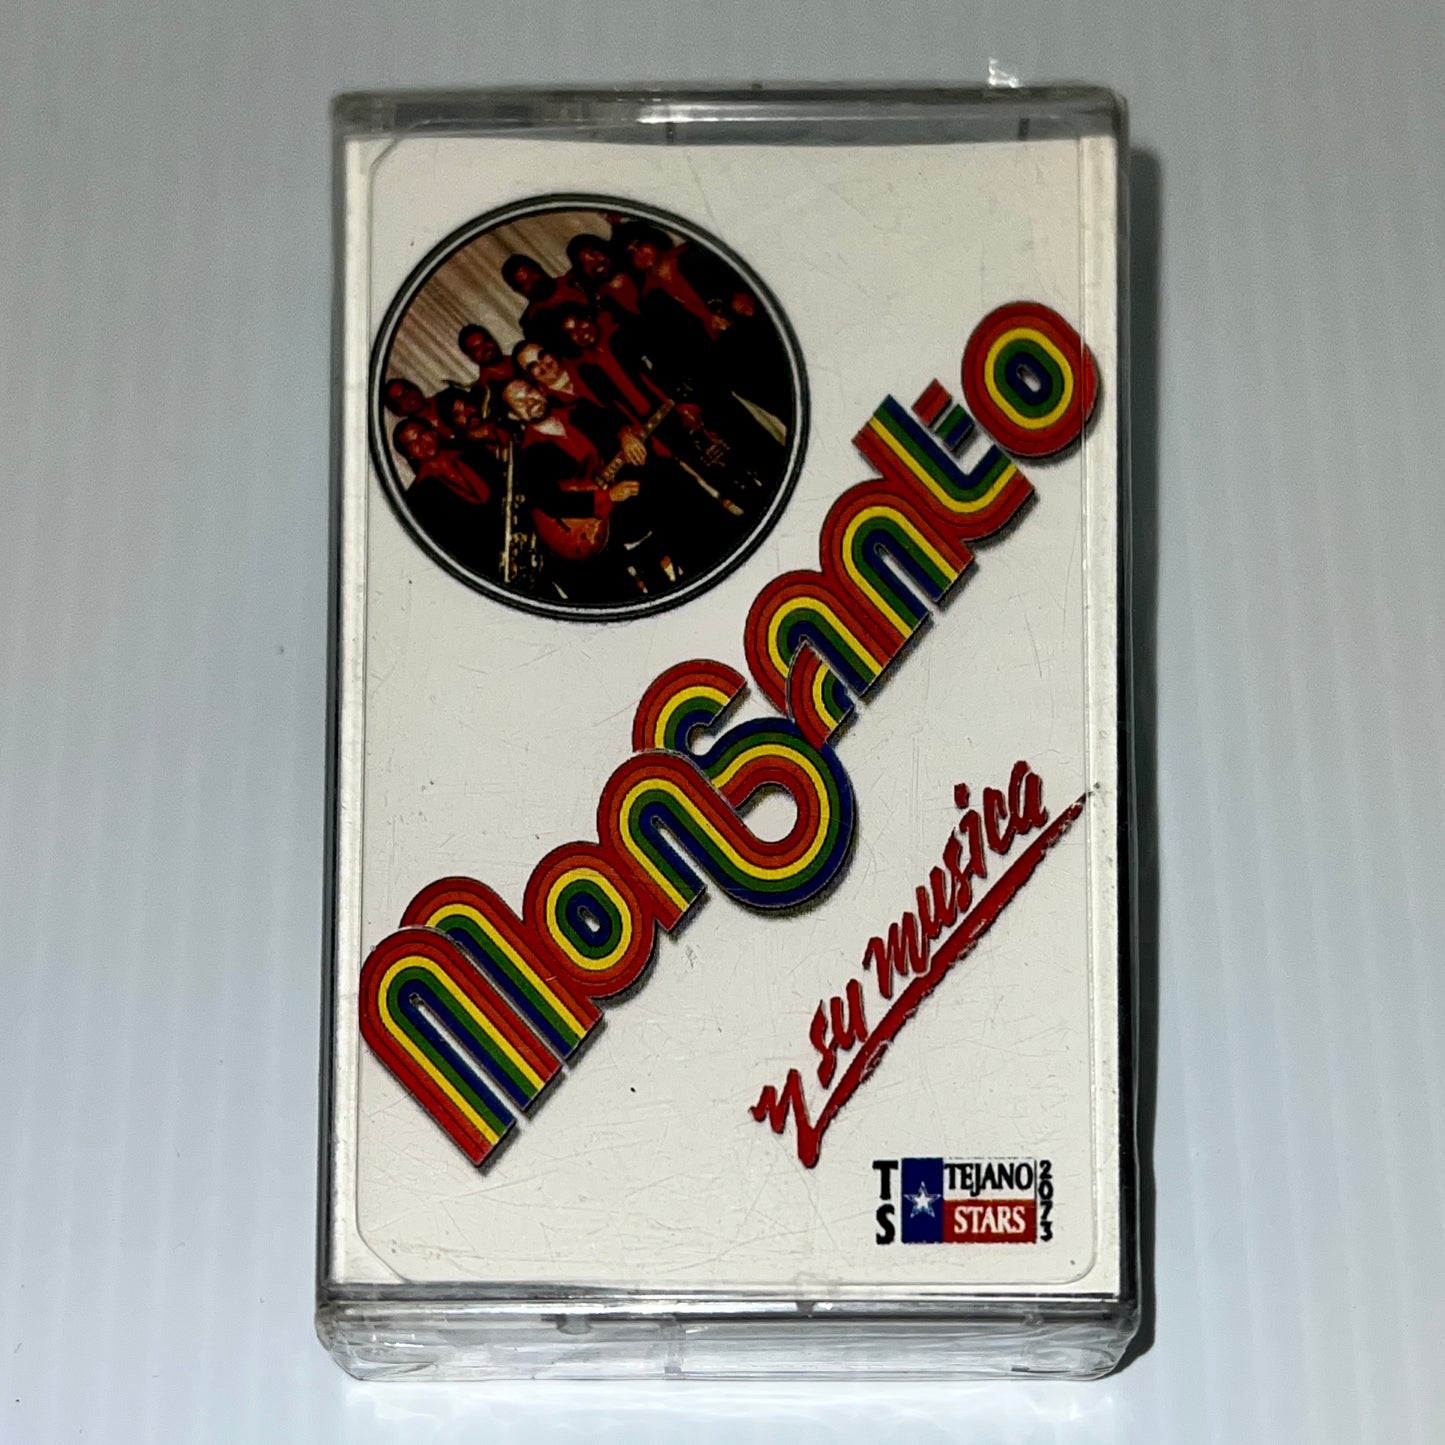 MonSanto
y su musica
TS TEJANO STARS 2073